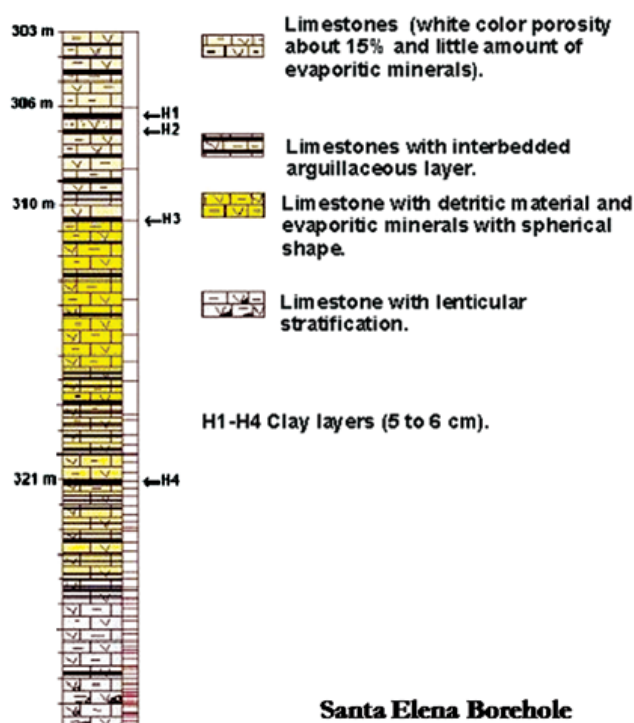 303 m
Limestones (white color porosity
about 15% and little amount of
evaporitic minerals).
306 m
←H1
←H2
Limestones with interbedded
arguillaceous layer.
310 m
←H3
Limestone with detritic material and
evaporitic minerals with spherical
shape.
Limestone with lenticular
stratification.
H1-H4 Clay layers (5 to 6 cm).
321 m
←H4
Santa Elena Borehole